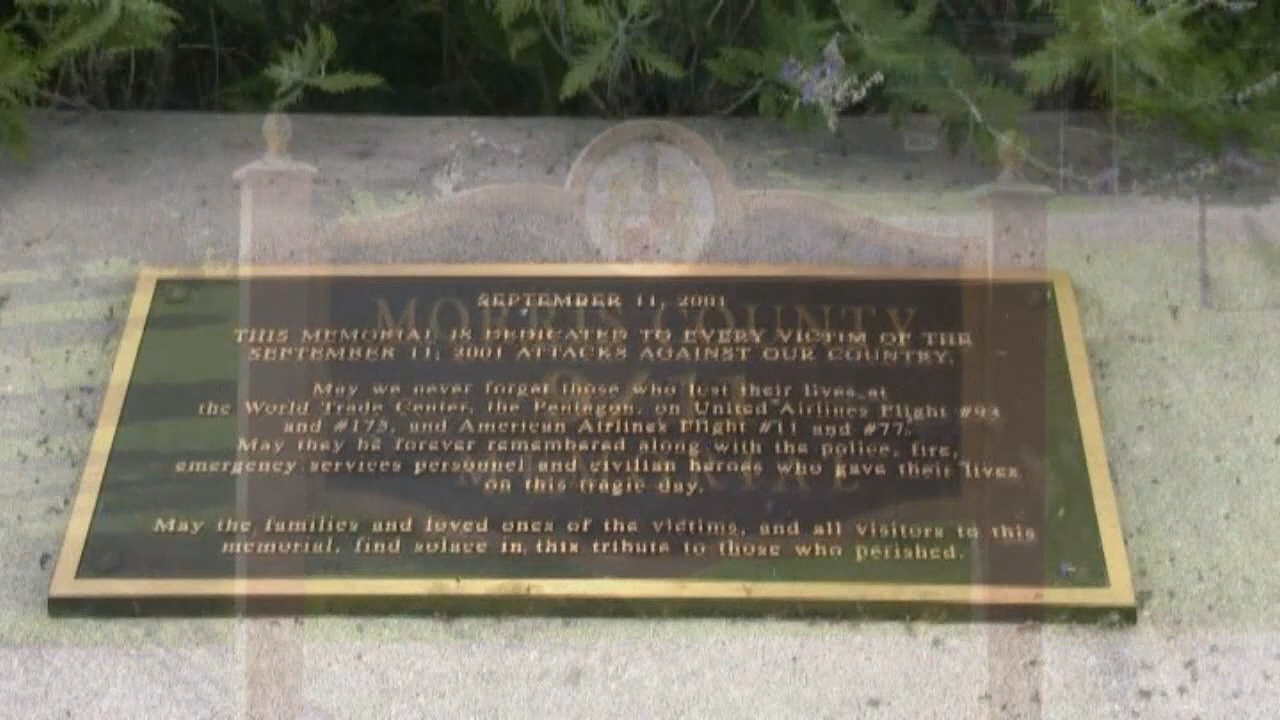 SEPTEMBER 11, 2001
MORRIS COUNTY
THIS MEMORIAL IS DEDICATED TO EVERY VICTIM OF THE
SEPTEMBER 11, 2001 ATTACKS AGAINST OUR COUNTRY.
May we never forget those who lost their lives at
9/11
the World Trade Center, the Pentagon, on United Airlines Flight #93
and #175, and American Airlines Flight #11 and #77.
May they be forever remembered along with the police, fire,
emergency services personnel and civilian heroes who gave their lives
MEMORIAL
on this tragic day.
May the families and loved ones of the victims, and all visitors to this
memorial, find solace in this tribute to those who perished.